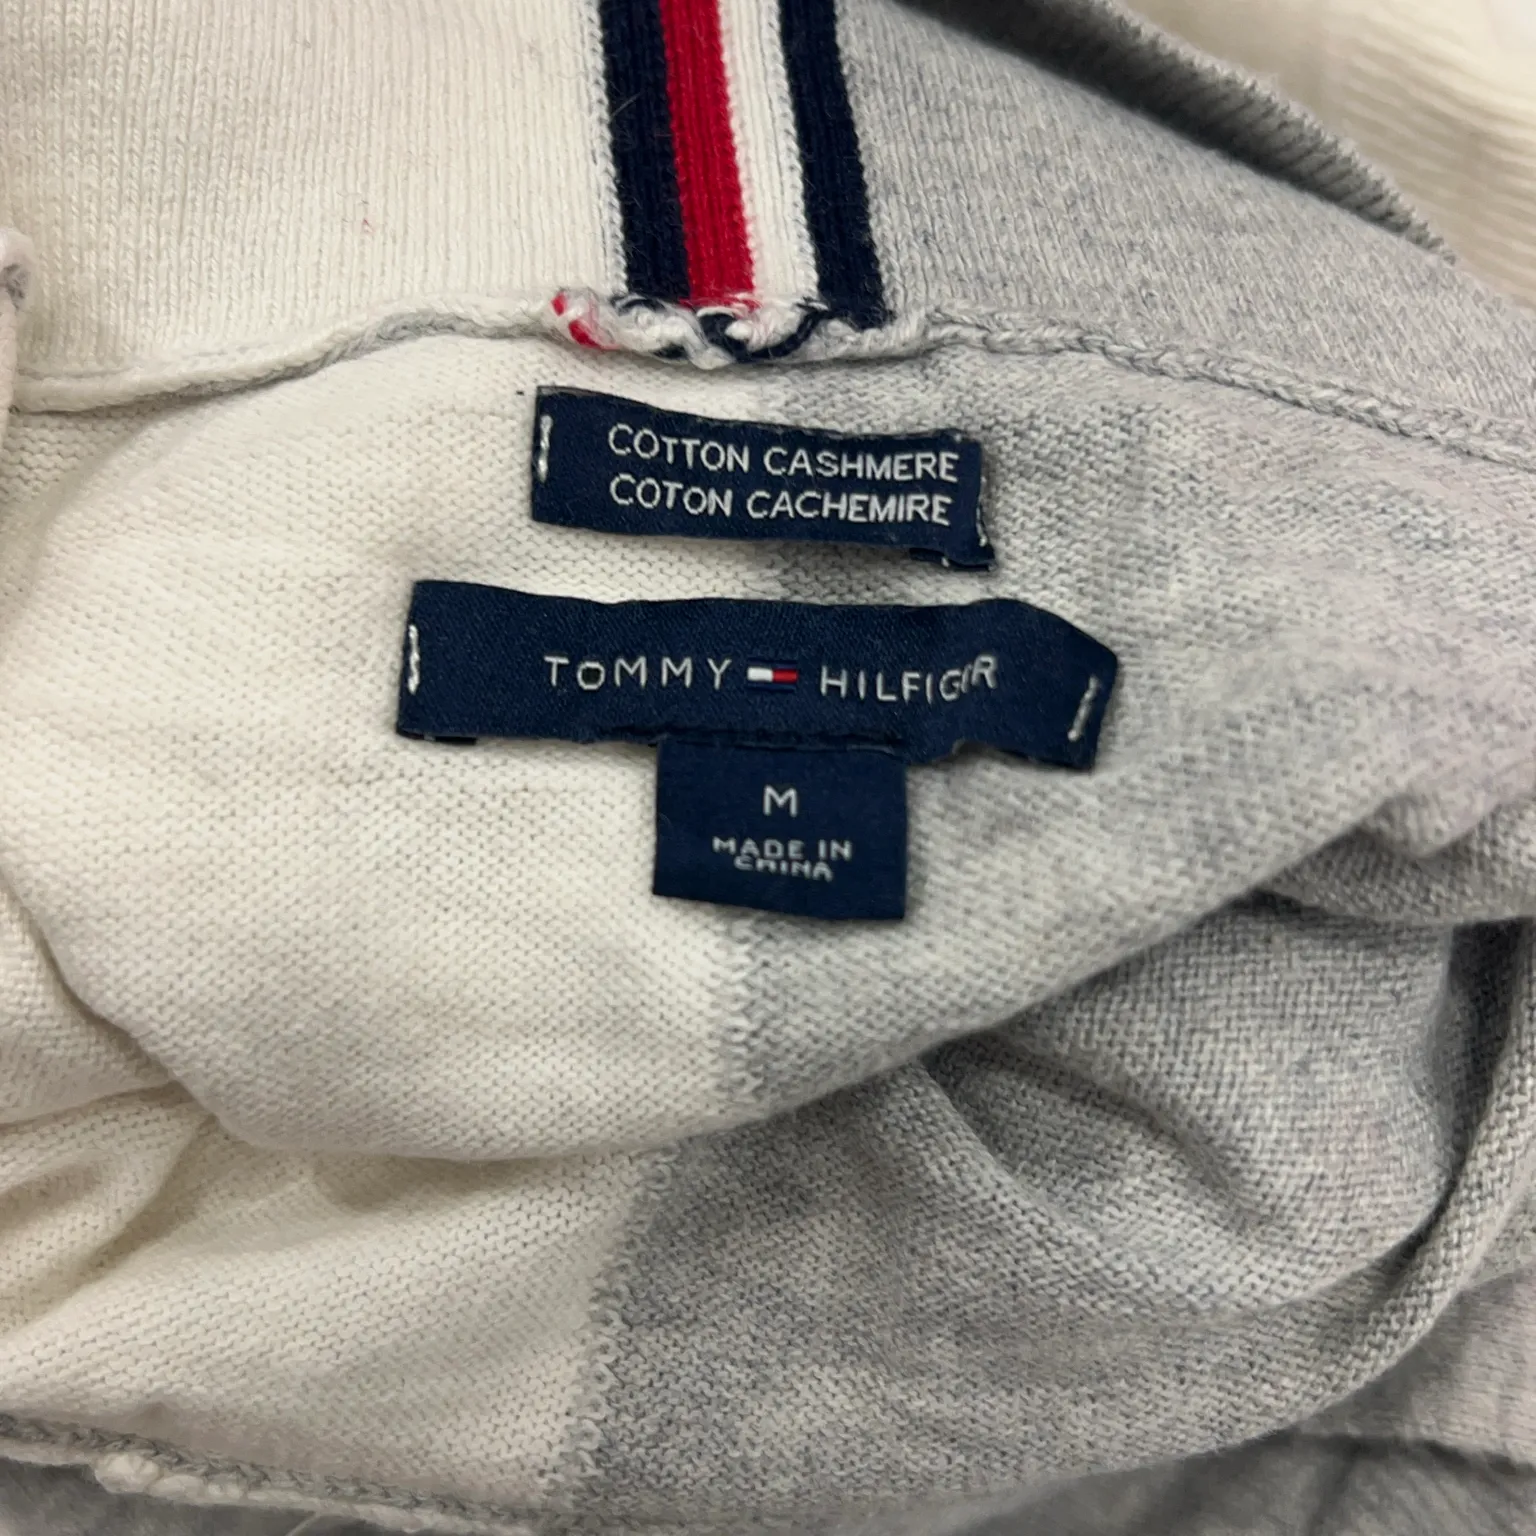 COTTON CASHMERE
COTON CACHEMIRE
TOMMY HILFIGER
M
MADE IN
CHINA